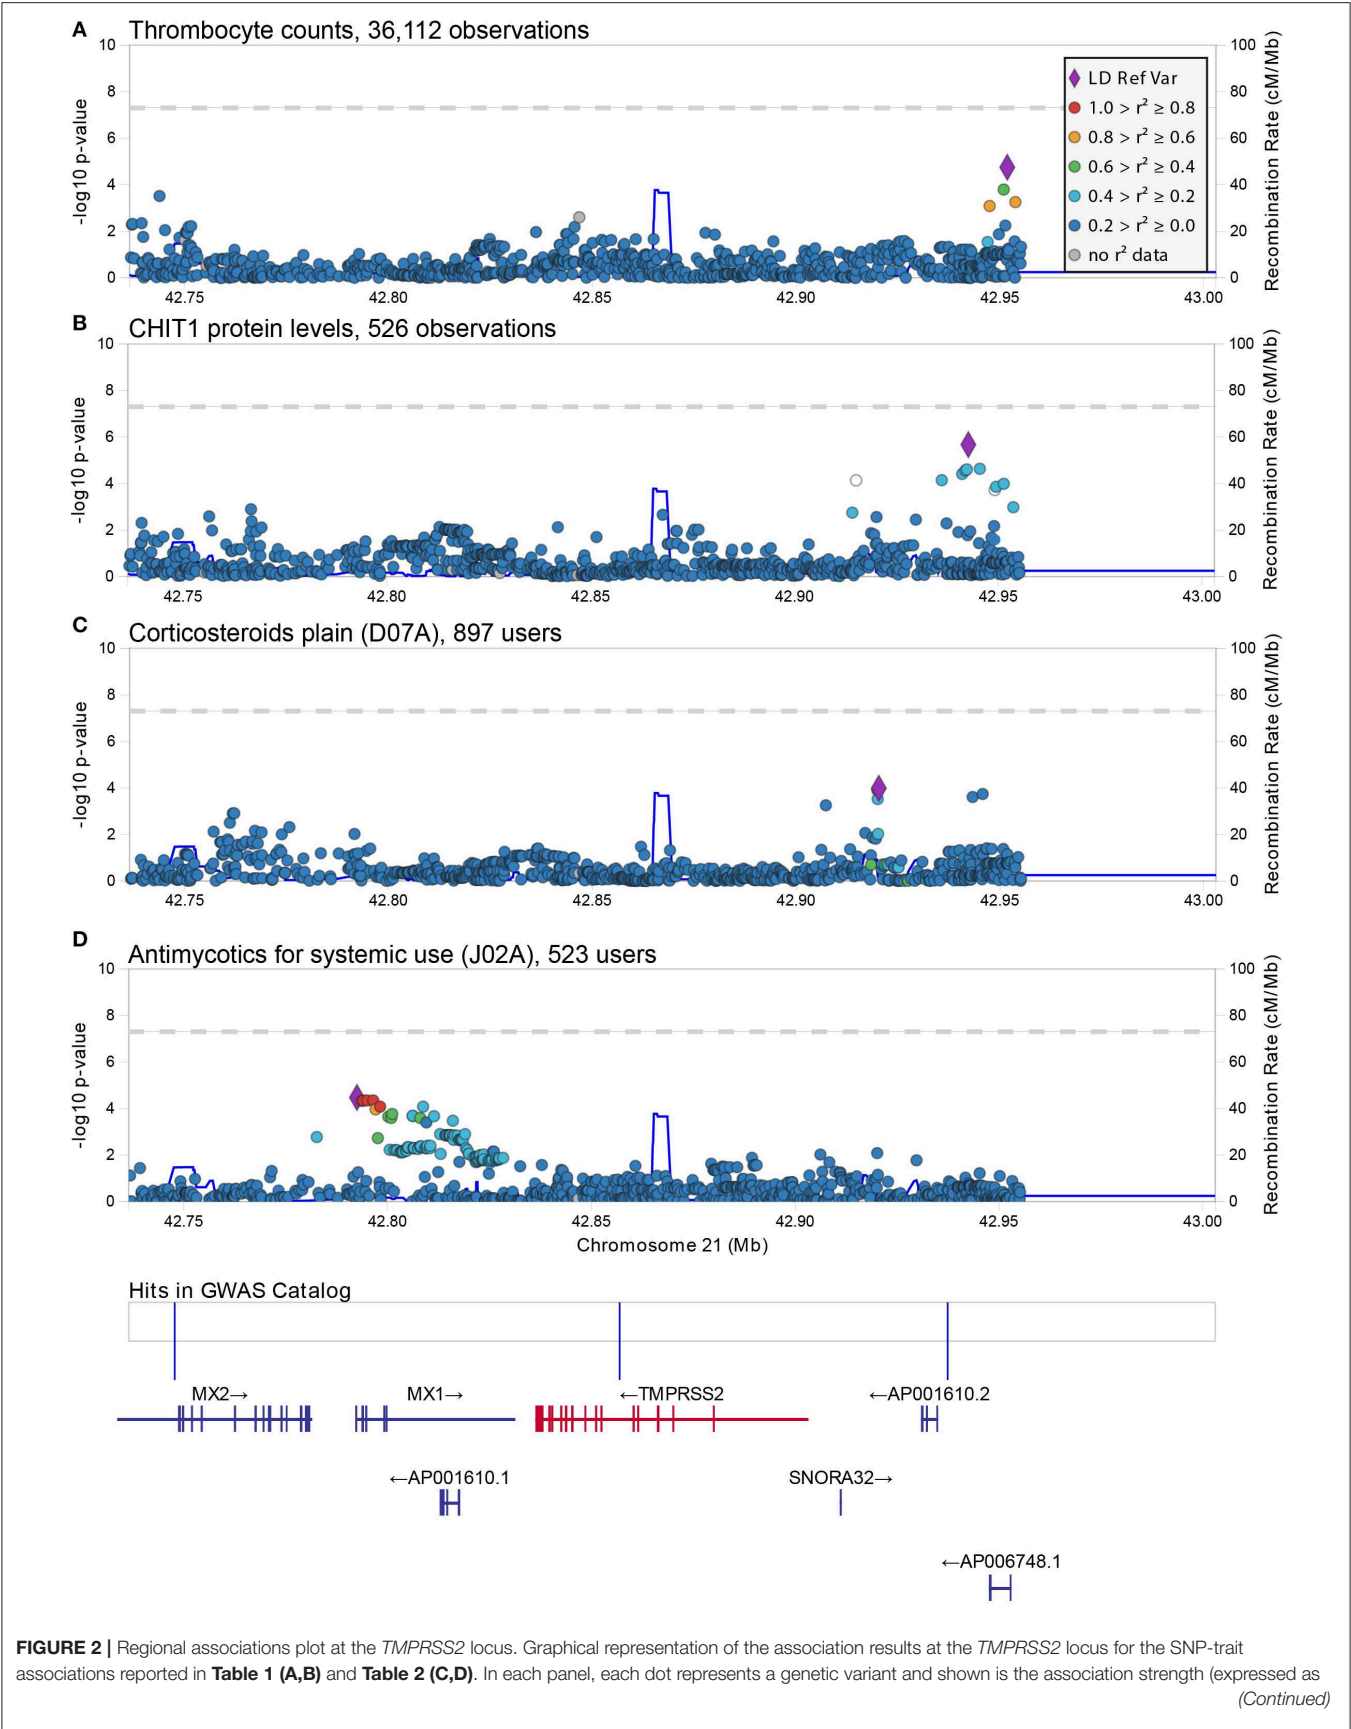 A Thrombocyte counts, 36,112 observations
10 8 6 4 2 0
-log10 p-value
100 80 60 40 20 0
Recombination Rate (cM/Mb)
LD Ref Var
1.0 > r² ≥ 0.8
0.8 > r² ≥ 0.6
0.6 > r² ≥ 0.4
0.4 > r² ≥ 0.2
0.2 > r² ≥ 0.0
no r² data
42.75 42.80 42.85 42.90 42.95 43.00
B CHIT1 protein levels, 526 observations
10 8 6 4 2 0
-log10 p-value
100 80 60 40 20 0
Recombination Rate (cM/Mb)
42.75 42.80 42.85 42.90 42.95 43.00
C Corticosteroids plain (D07A), 897 users
10 8 6 4 2 0
-log10 p-value
100 80 60 40 20 0
Recombination Rate (cM/Mb)
42.75 42.80 42.85 42.90 42.95 43.00
D Antimycotics for systemic use (J02A), 523 users
10 8 6 4 2 0
-log10 p-value
100 80 60 40 20 0
Recombination Rate (cM/Mb)
42.75 42.80 42.85 42.90 42.95 43.00
Chromosome 21 (Mb)
Hits in GWAS Catalog
MX2→ MX1→ ←TMPRSS2 ←AP001610.2
←AP001610.1 SNORA32→
←AP006748.1
FIGURE 2 | Regional associations plot at the TMPRSS2 locus. Graphical representation of the association results at the TMPRSS2 locus for the SNP-trait
associations reported in Table 1 (A,B) and Table 2 (C,D). In each panel, each dot represents a genetic variant and shown is the association strength (expressed as
(Continued)